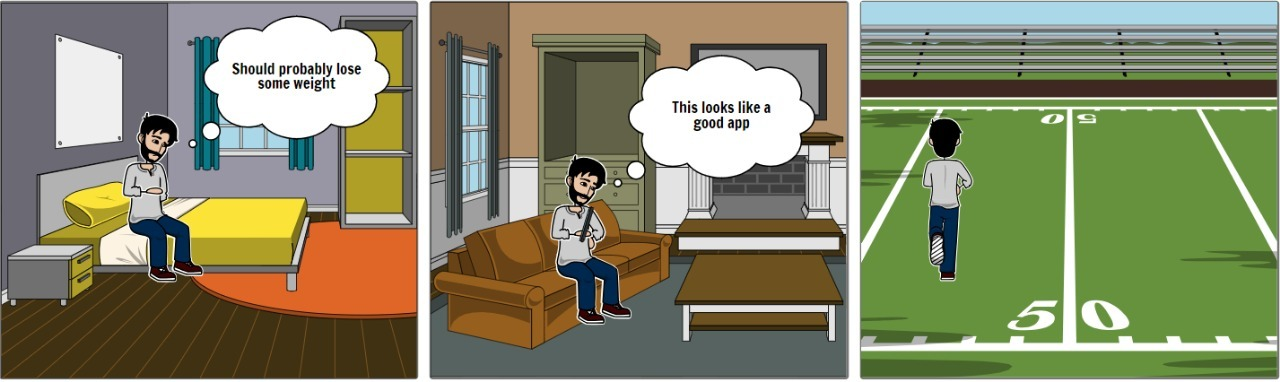 Should probably lose
some weight
This looks like a
good app
50
50